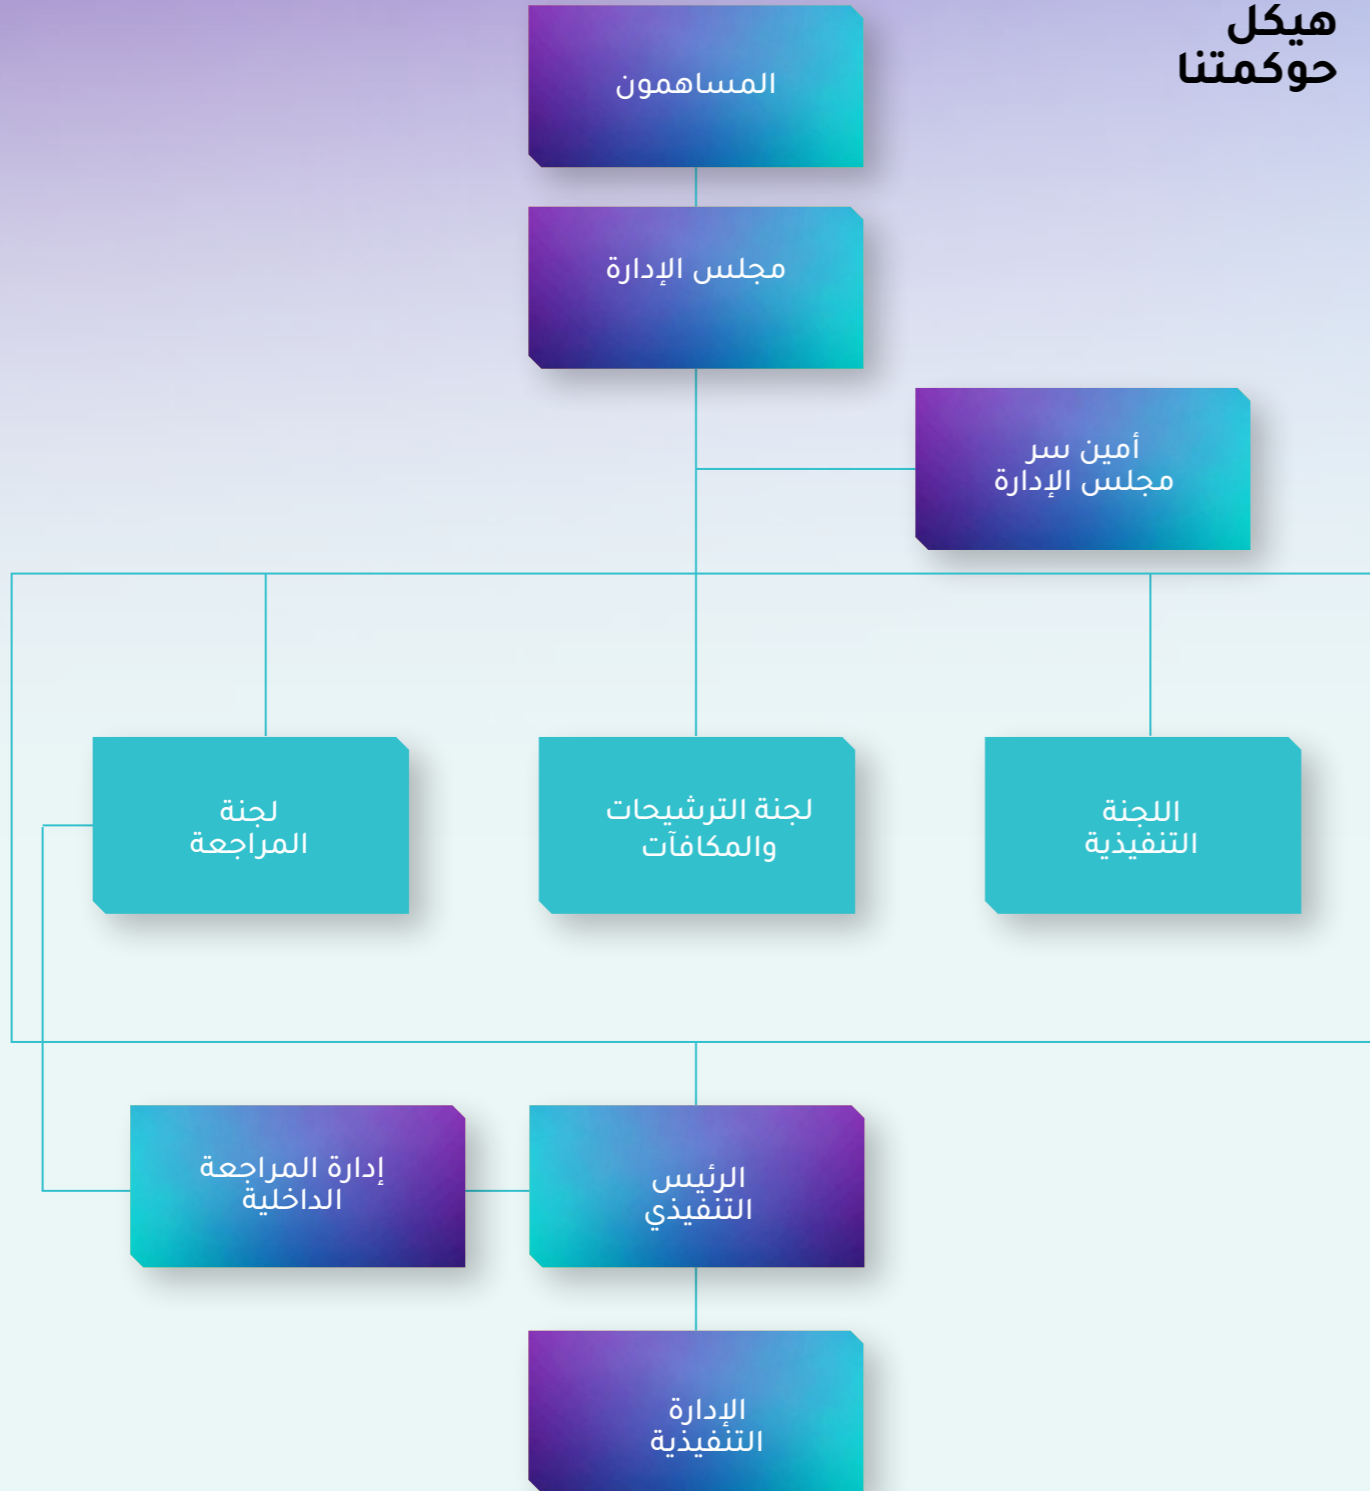 هيكل
حوكمتنا
المساهمون
مجلس الإدارة
أمين سر
مجلس الإدارة
اللجنة
التنفيذية
لجنة الترشيحات
والمكافآت
لجنة
المراجعة
الرئيس
التنفيذي
إدارة المراجعة
الداخلية
الإدارة
التنفيذية